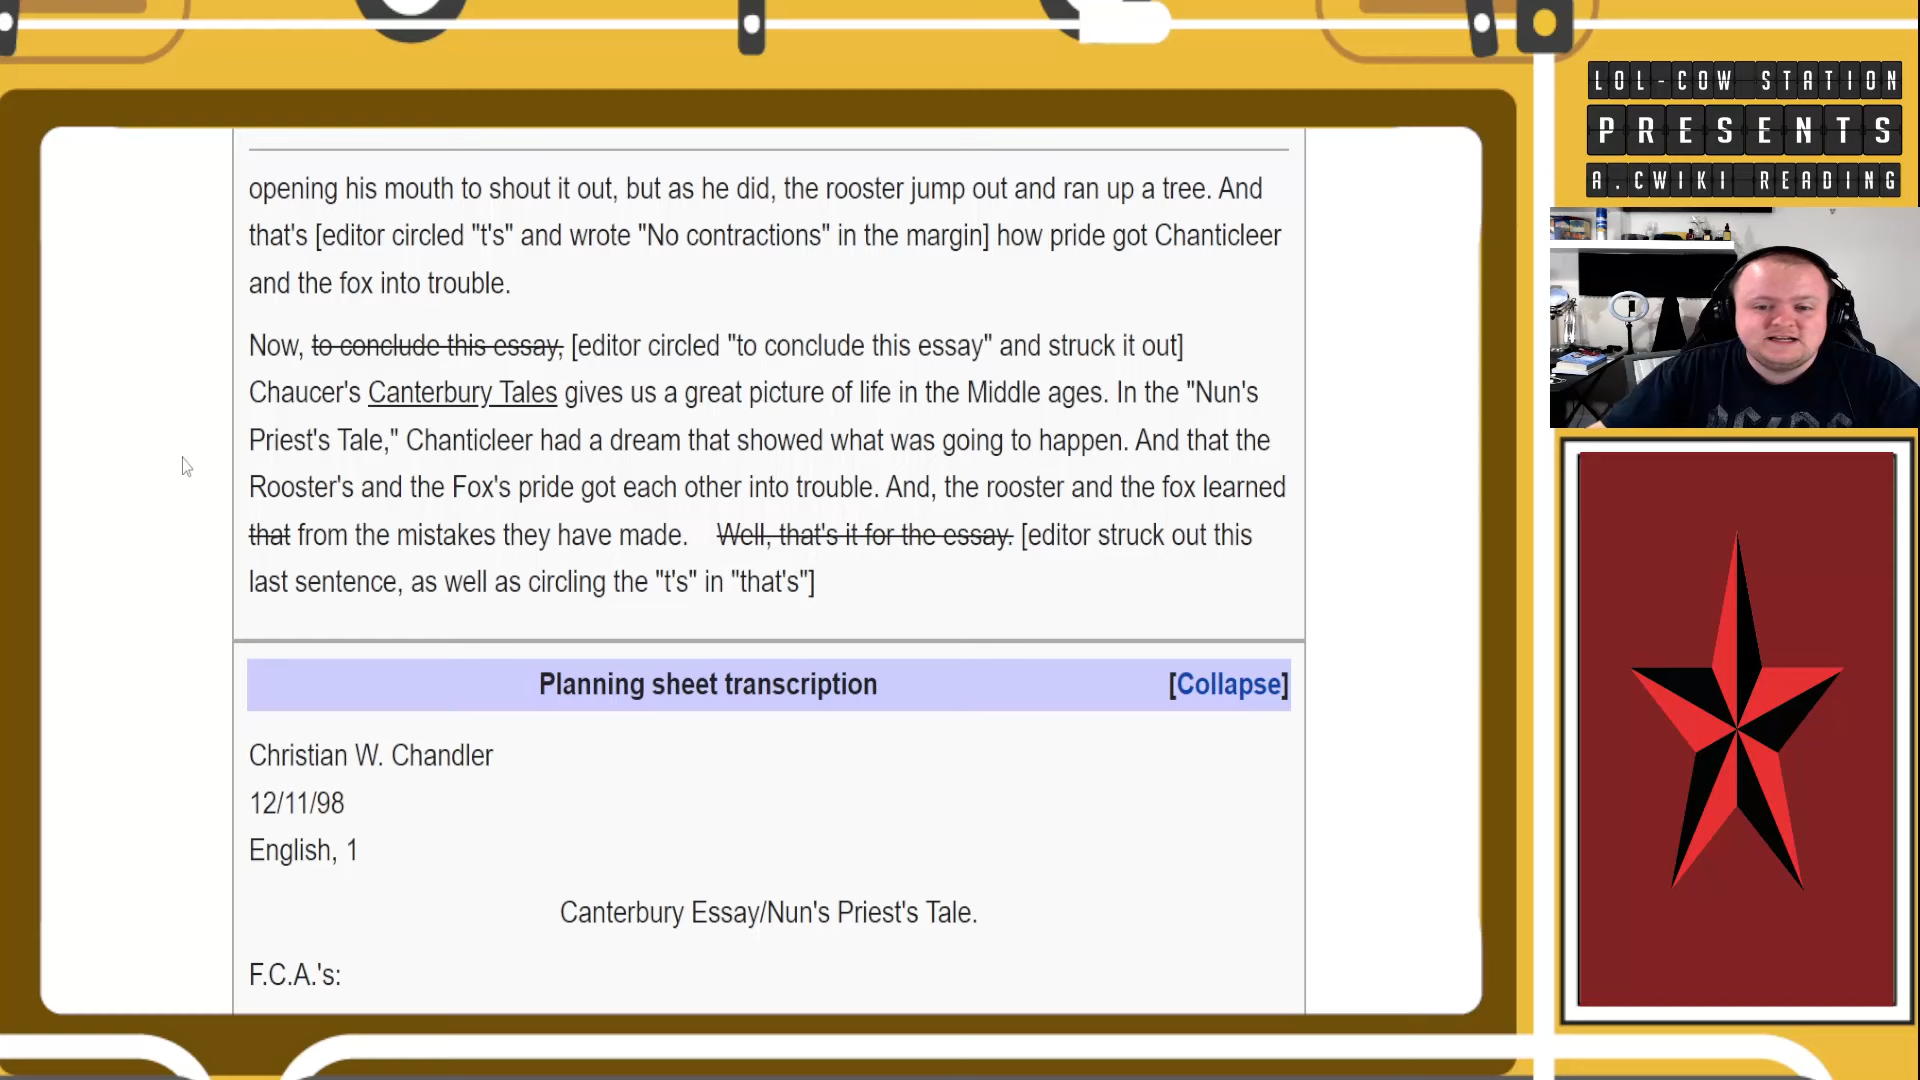 LOL-COW STATION
PRESENTS
A.CWIKI READING
opening his mouth to shout it out, but as he did, the rooster jump out and ran up a tree. And
that's [editor circled "t's" and wrote "No contractions" in the margin] how pride got Chanticleer
and the fox into trouble.
Now, to conclude this essay, [editor circled "to conclude this essay" and struck it out]
Chaucer's Canterbury Tales gives us a great picture of life in the Middle ages. In the "Nun's
Priest's Tale," Chanticleer had a dream that showed what was going to happen. And that the
Rooster's and the Fox's pride got each other into trouble. And, the rooster and the fox learned
that from the mistakes they have made. Well, that's it for the essay. [editor struck out this
last sentence, as well as circling the "t's" in "that's"]
Planning sheet transcription [Collapse]
Christian W. Chandler
12/11/98
English, 1
Canterbury Essay/Nun's Priest's Tale.
F.C.A.'s: